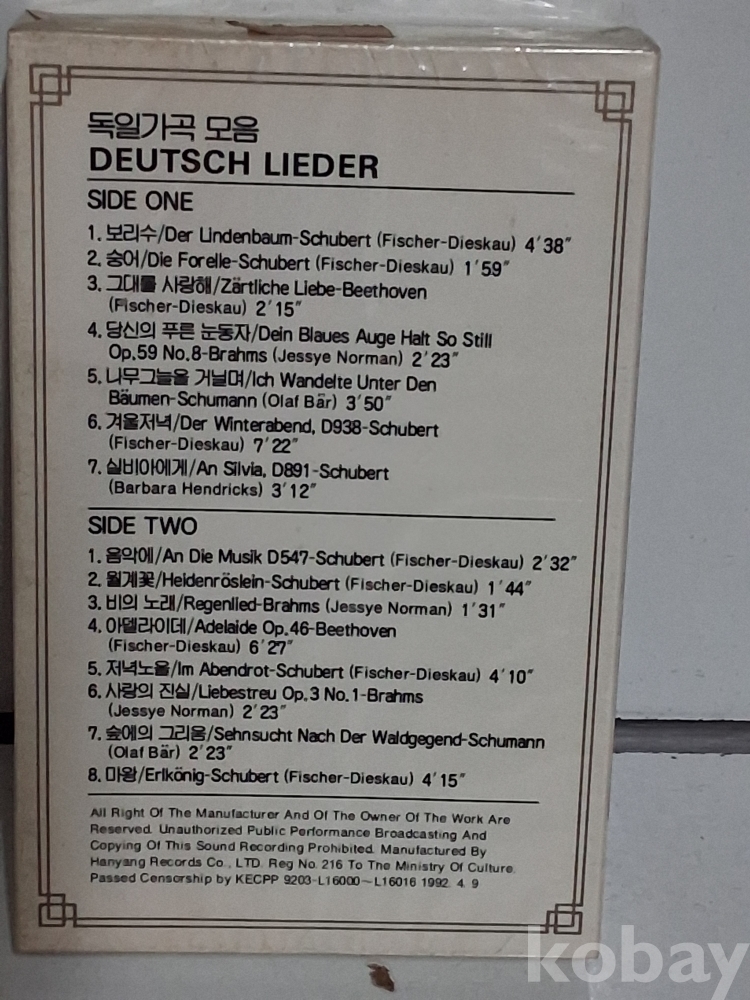 독일가곡 모음
DEUTSCH LIEDER
SIDE ONE
1. 보리수/Der Lindenbaum-Schubert (Fischer-Dieskau) 4′38″
2. 숭어/Die Forelle-Schubert (Fischer-Dieskau) 1′59″
3. 그대를 사랑해/Zärtliche Liebe-Beethoven
(Fischer-Dieskau) 2′15″
4. 당신의 푸른 눈동자/Dein Blaues Auge Halt So Still
Op.59 No.8-Brahms (Jessye Norman) 2′23″
5. 나무그늘을 거닐며/Ich Wandelte Unter Den
Bäumen-Schumann (Olaf Bär) 3′50″
6. 겨울저녁/Der Winterabend, D938-Schubert
(Fischer-Dieskau) 7′22″
7. 실비아에게/An Silvia, D891-Schubert
(Barbara Hendricks) 3′12″
SIDE TWO
1. 음악에/An Die Musik D547-Schubert (Fischer-Dieskau) 2′32″
2. 월계꽃/Heidenröslein-Schubert (Fischer-Dieskau) 1′44″
3. 비의 노래/Regenlied-Brahms (Jessye Norman) 1′31″
4. 아델라이데/Adelaide Op.46-Beethoven
(Fischer-Dieskau) 6′27″
5. 저녁노을/Im Abendrot-Schubert (Fischer-Dieskau) 4′10″
6. 사랑의 진실/Liebestreu Op.3 No.1-Brahms
(Jessye Norman) 2′23″
7. 숲에의 그리움/Sehnsucht Nach Der Waldgegend-Schumann
(Olaf Bär) 2′23″
8. 마왕/Erlkönig-Schubert (Fischer-Dieskau) 4′15″
All Right Of The Manufacturer And Of The Owner Of The Work Are
Reserved. Unauthorized Public Performance Broadcasting And
Copying Of This Sound Recording Prohibited. Manufactured By
Hanyang Records Co., LTD. Reg No. 216 To The Ministry Of Culture.
Passed Censorship by KECPP 9203-L16000~L16016 1992. 4. 9
kobay